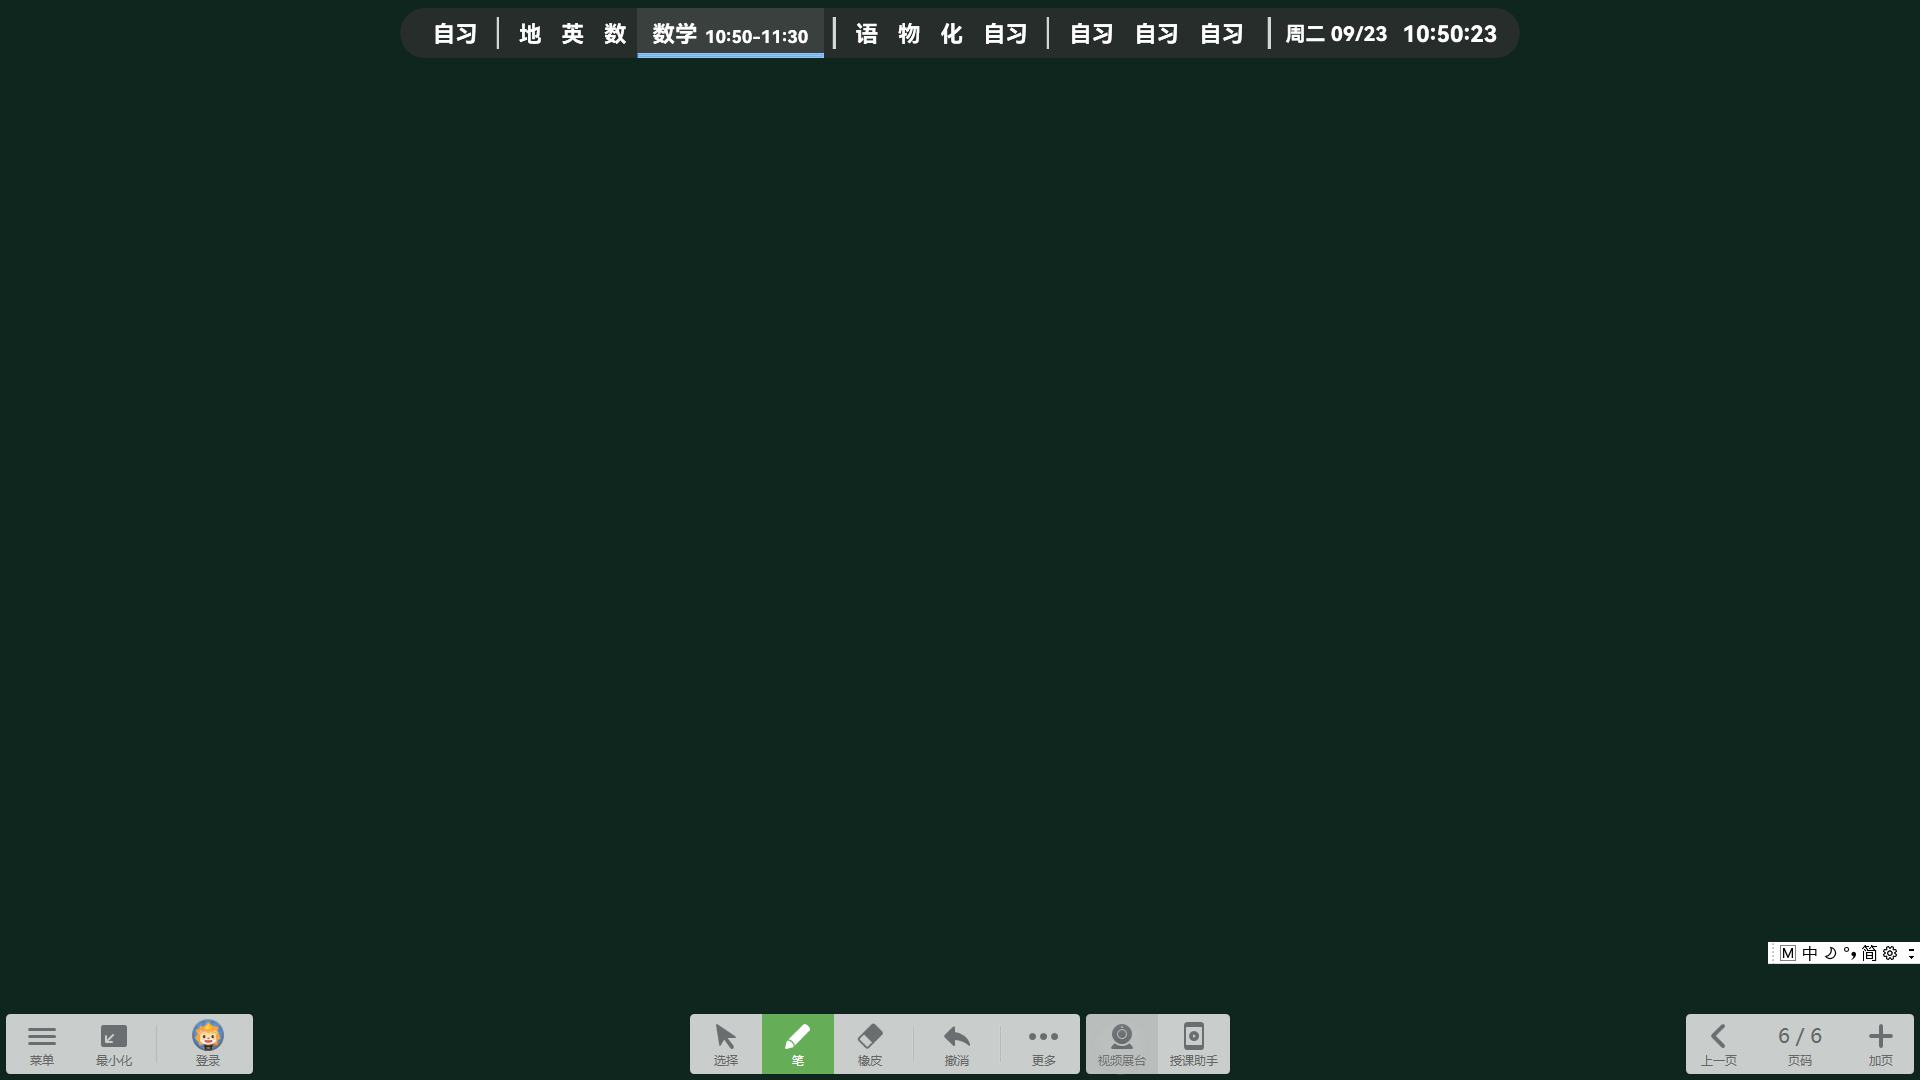 自习 地 英 数 数学 10:50-11:30 语 物 化 自习 自习 自习 自习 周二 09/23 10:50:23
M 中 简
6 / 6
菜单 最小化 登录 选择 笔 橡皮 撤消 更多 视频展台 授课助手 上一页 页码 加页